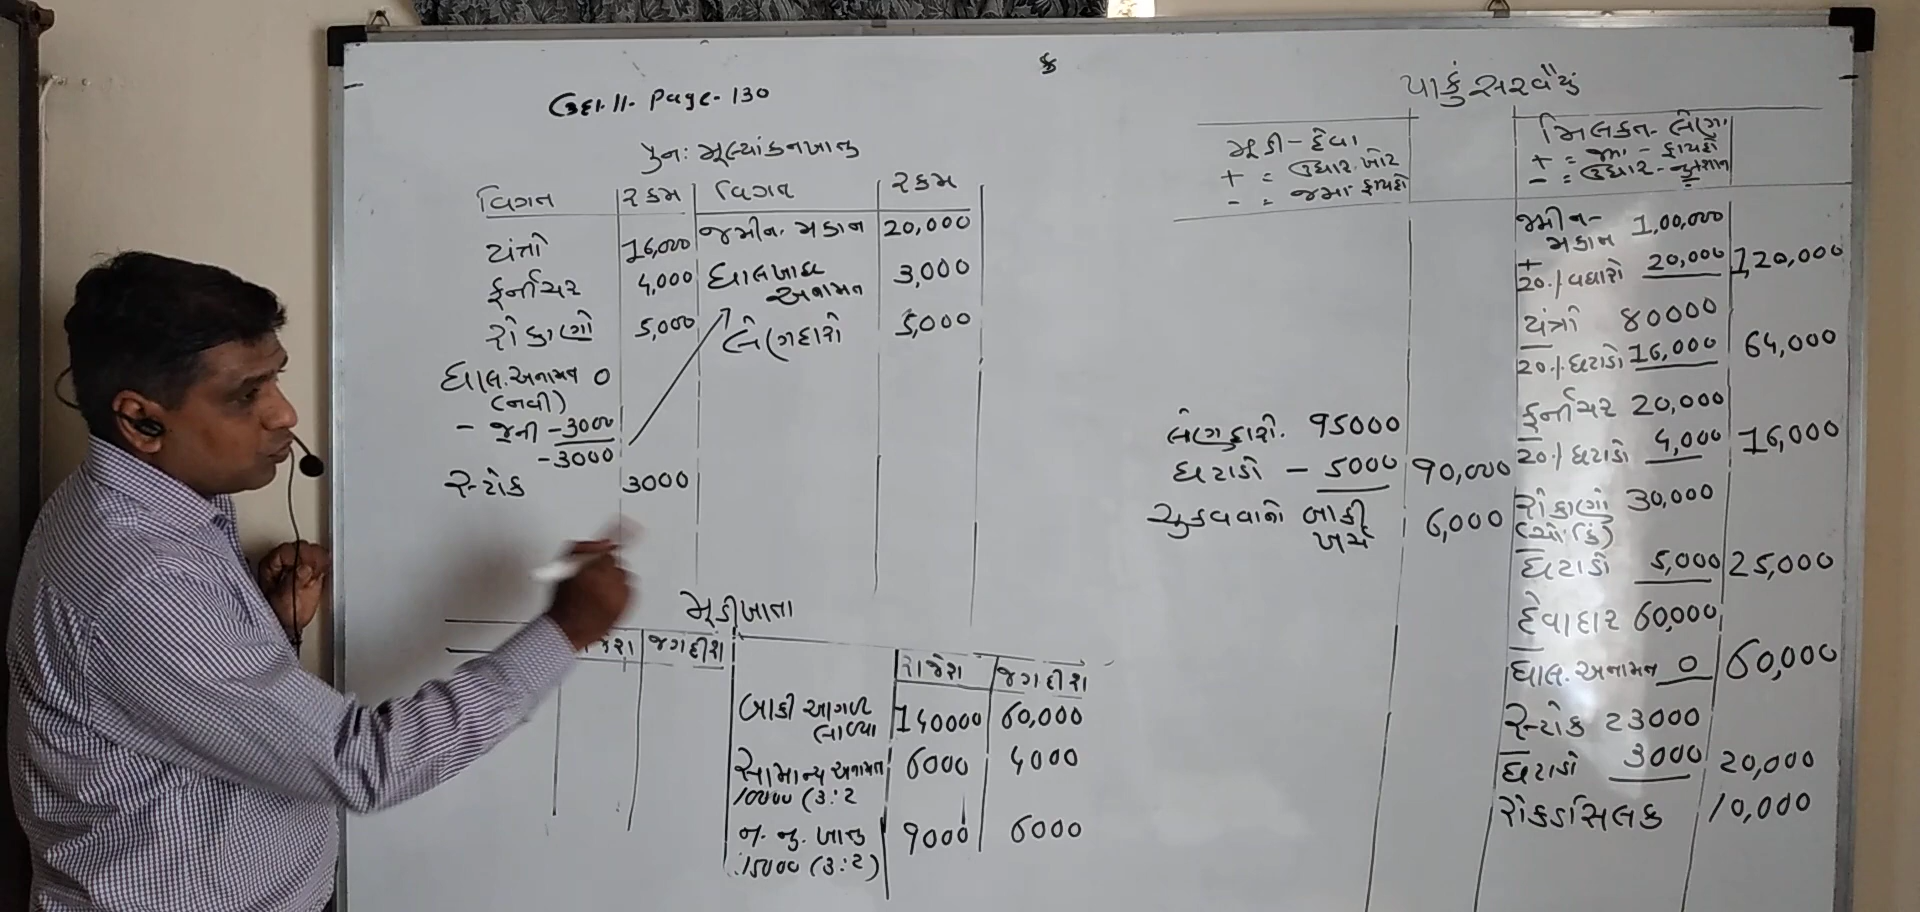 ક
ઉદા.11- Page-130
પુનઃમૂલ્યાંકનખાતુ
વિગત રકમ વિગત રકમ
યંત્રો 16,000 જમીન-મકાન 20,000
ફર્નીચર 4,000 ઘાલખાધ અનામત 3,000
રોકાણો 5,000 લેણદારો 5,000
ઘાલ.અનામત 0
(નવી)
- જુની -3000
-3000
સ્ટોક 3000
મૂડીખાતા
જગદીશ
રાજેશ જગદીશ
બાકી આગળ લાવ્યા 140000 60,000
સામાન્ય અનામત 6000 4000
10000 (3:2
ન.નુ. ખાતુ 9000 6000
15000 (3:2)
પાકુંસરવૈયું
મૂડી-દેવા
+ = ઉધાર ખોટ
- = જમા ફાયદો
લેણદારો. 95000
ઘટાડો - 5000 90,000
ચુકવવાનો બાકી ખર્ચ 6,000
મિલકત-લેણા
+ = જમા - ફાયદો
- = ઉધાર-નુકશાન
જમીન-
મકાન 1,00,000
+
20% વધારો 20,000 1,20,000
યંત્રો 80000
-
20% ઘટાડો 16,000 64,000
ફર્નીચર 20,000
-
20% ઘટાડો 4,000 16,000
રોકાણો 30,000
-
ઘટાડો 5,000 25,000
દેવાદાર 60,000
-
ઘાલ.અનામત 0 60,000
સ્ટોક 23000
-
ઘટાડો 3000 20,000
રોકડસિલક 10,000